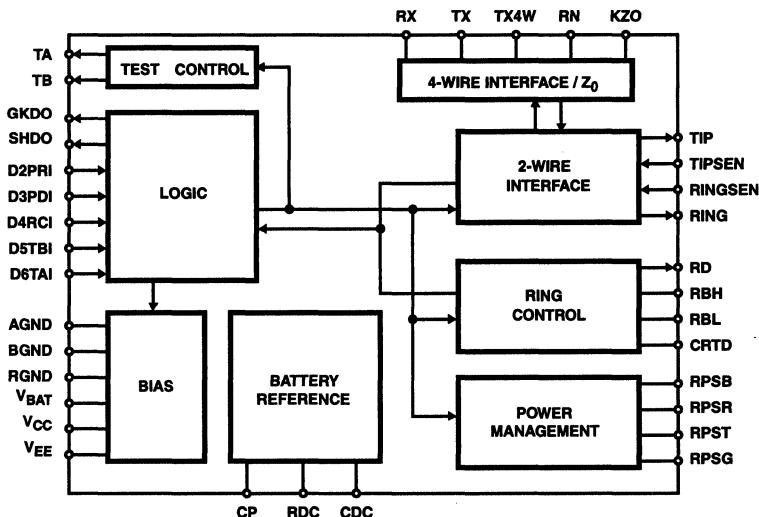 RX TX TX4W RN KZO
TA
TB
TEST CONTROL
4-WIRE INTERFACE / Z0
GKDO
SHDO
D2PRI
D3PDI
D4RCI
D5TBI
D6TAI
LOGIC
2-WIRE
INTERFACE
TIP
TIPSEN
RINGSEN
RING
RING
CONTROL
RD
RBH
RBL
CRTD
AGND
BGND
RGND
VBAT
VCC
VEE
BIAS
BATTERY
REFERENCE
POWER
MANAGEMENT
RPSB
RPSR
RPST
RPSG
CP RDC CDC